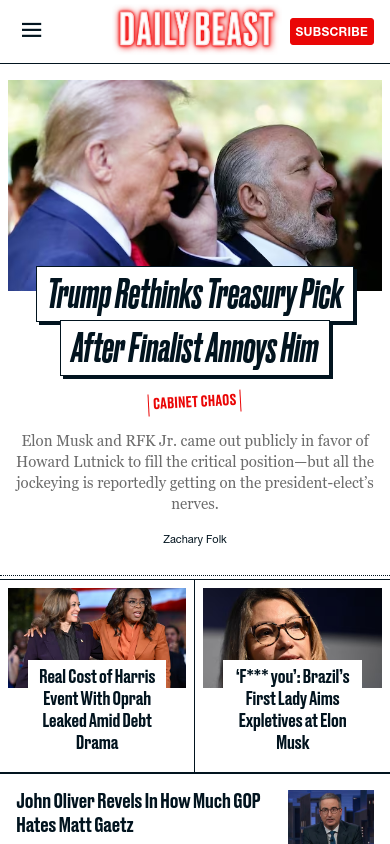 DAILY BEAST
SUBSCRIBE
Trump Rethinks Treasury Pick
After Finalist Annoys Him
CABINET CHAOS
Elon Musk and RFK Jr. came out publicly in favor of
Howard Lutnick to fill the critical position—but all the
jockeying is reportedly getting on the president-elect’s
nerves.
Zachary Folk
Real Cost of Harris
Event With Oprah
Leaked Amid Debt
Drama
‘F*** you’: Brazil’s
First Lady Aims
Expletives at Elon
Musk
John Oliver Revels In How Much GOP
Hates Matt Gaetz